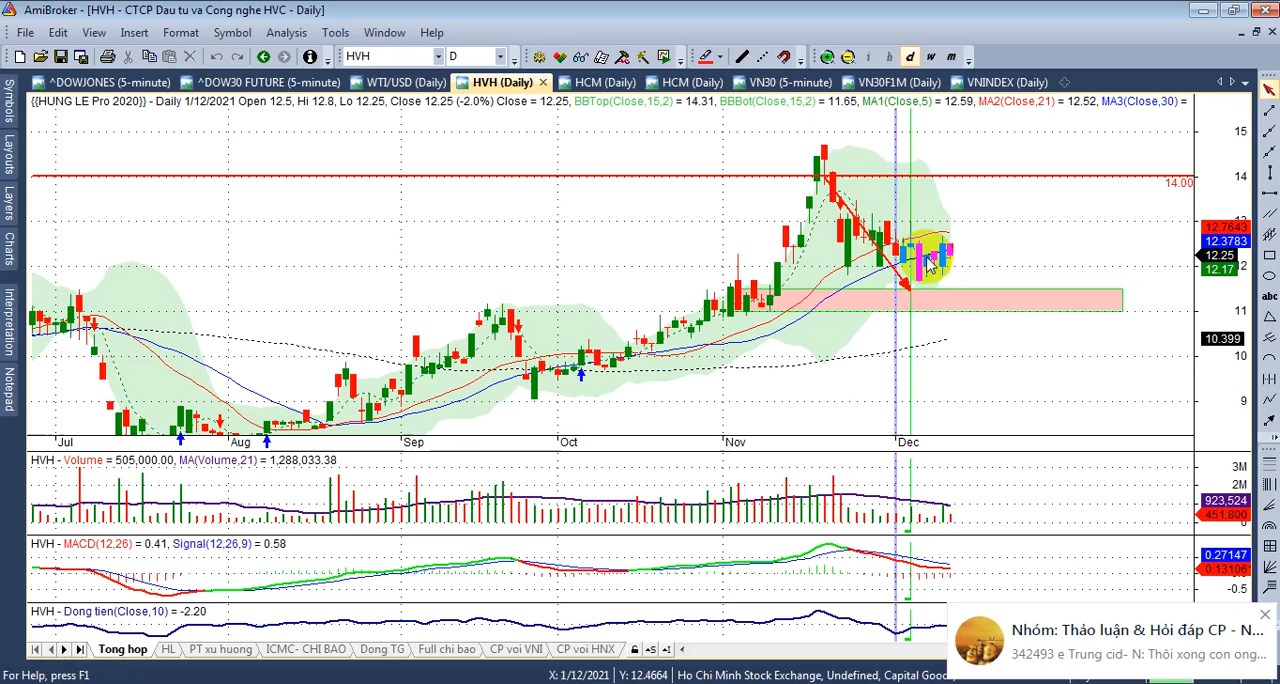 AmiBroker - [HVH - CTCP Dau tu va Cong nghe HVC - Daily]
File Edit View Insert Format Symbol Analysis Tools Window Help
HVH D i h d w m
^DOWJONES (5-minute) ^DOW30 FUTURE (5-minute) WTI/USD (Daily) HVH (Daily) HCM (Daily) HCM (Daily) VN30 (Daily) VN30F1M (Daily) VNINDEX (Daily)
{{HUNG LE Pro 2020}} - Daily 1/12/2021 Open 12.5, Hi 12.8, Lo 12.25, Close 12.25 (-2.0%) Close = 12.25, BBTop(Close,15,2) = 14.31, BBBot(Close,15,2) = 11.65, MA1(Close,5) = 12.59, MA2(Close,21) = 12.52, MA3(Close,30) =
Symbols
Layouts
Layers
Charts
Interpretation
Notepad
15
14
14.00
13
12.7643
12.3783
12.25
12.17
12
11
10.399
10
9
Jul Aug Sep Oct Nov Dec
HVH - Volume = 505,000.00, MA(Volume,21) = 1,288,033.38
3M
2M
923,524
451,800
HVH - MACD(12,26) = 0.41, Signal(12,26,9) = 0.58
0.27147
0.13106
-0.5
HVH - Dong tien(Close,10) = -2.20
Nhóm: Thảo luận & Hỏi đáp CP - N...
342493 e Trung cid- N: Thôi xong con ong...
Tong hop HL PT xu huong ICMC- CHI BAO Dong TG Full chi bao CP voi VNI CP voi HNX
For Help, press F1 X: 1/12/2021 Y: 12.4664 Ho Chi Minh Stock Exchange, Undefined, Capital Goo
abc